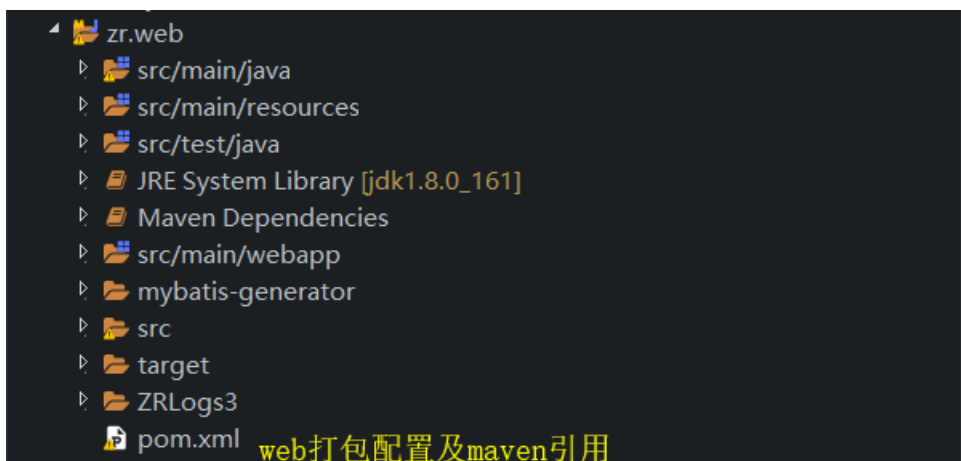 zr.web
src/main/java
src/main/resources
src/test/java
JRE System Library [jdk1.8.0_161]
Maven Dependencies
src/main/webapp
mybatis-generator
src
target
ZRLogs3
pom.xml web打包配置及maven引用